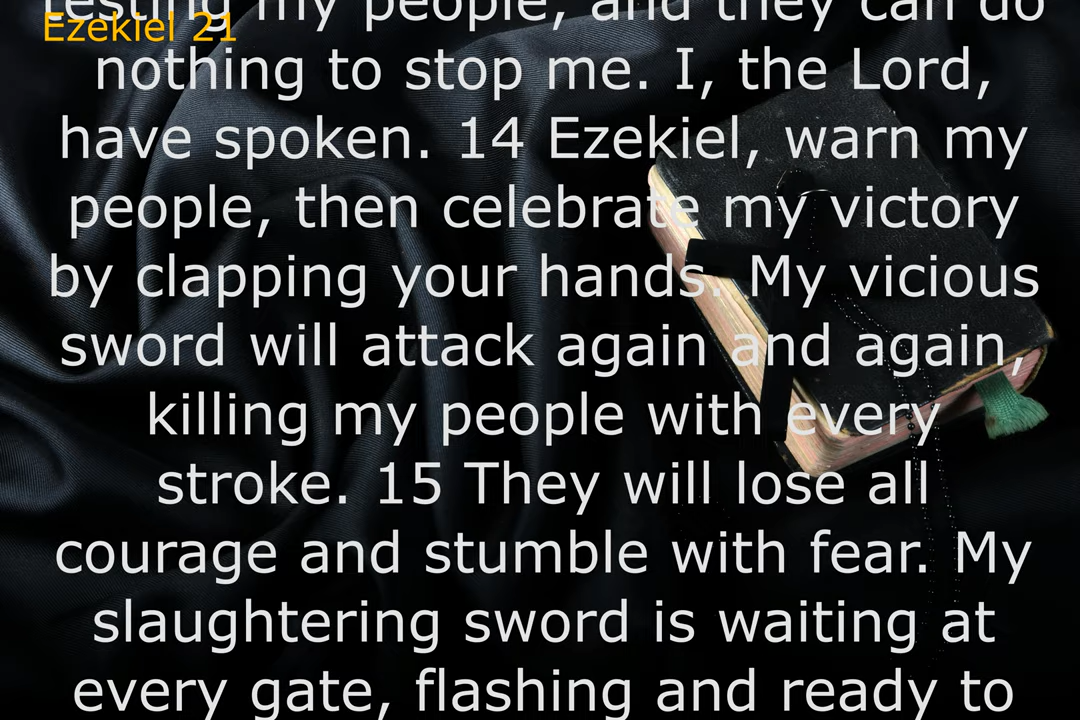 testing my people, and they can do
Ezekiel 21
nothing to stop me. I, the Lord,
have spoken. 14 Ezekiel, warn my
people, then celebrate my victory
by clapping your hands. My vicious
sword will attack again and again,
killing my people with every
stroke. 15 They will lose all
courage and stumble with fear. My
slaughtering sword is waiting at
every gate, flashing and ready to